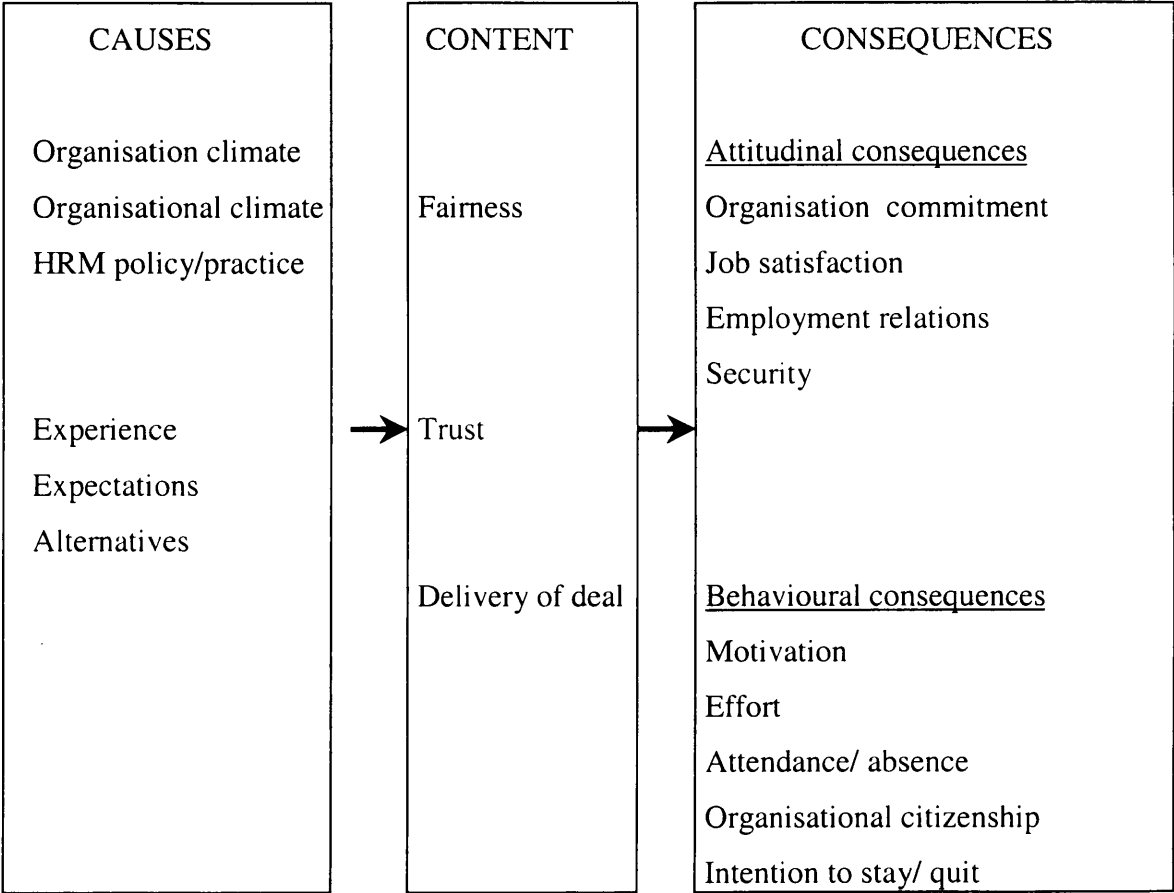 CAUSES
Organisation climate
Organisational climate
HRM policy/practice
Experience
Expectations
Alternatives
CONTENT
Fairness
Trust
Delivery of deal
CONSEQUENCES
Attitudinal consequences
Organisation commitment
Job satisfaction
Employment relations
Security
Behavioural consequences
Motivation
Effort
Attendance/ absence
Organisational citizenship
Intention to stay/ quit